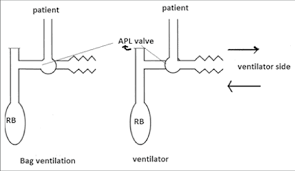 patient
patient
APL valve
ventilator side
RB
RB
Bag ventilation
ventilator